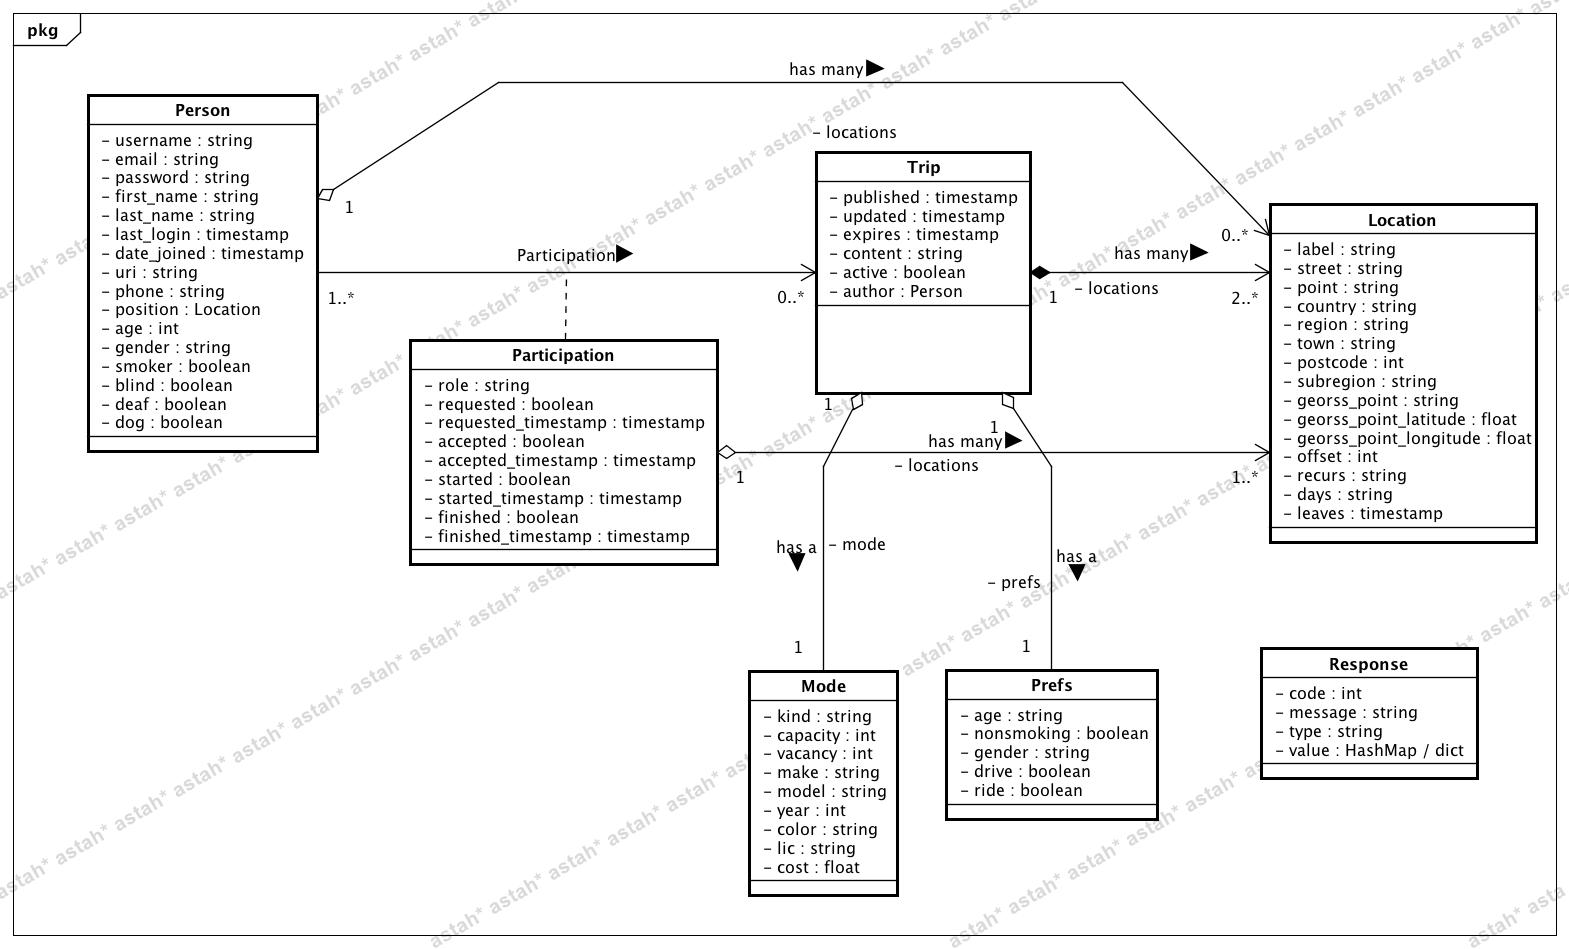 pkg
has many
Person
– username : string
– email : string
– password : string
– first_name : string
– last_name : string
– last_login : timestamp
– date_joined : timestamp
– uri : string
– phone : string
– position : Location
– age : int
– gender : string
– smoker : boolean
– blind : boolean
– deaf : boolean
– dog : boolean
1
– locations
0..*
Participation
1..*
0..*
Trip
– published : timestamp
– updated : timestamp
– expires : timestamp
– content : string
– active : boolean
– author : Person
has many
1
– locations
2..*
Location
– label : string
– street : string
– point : string
– country : string
– region : string
– town : string
– postcode : int
– subregion : string
– georss_point : string
– georss_point_latitude : float
– georss_point_longitude : float
– offset : int
– recurs : string
– days : string
– leaves : timestamp
Participation
– role : string
– requested : boolean
– requested_timestamp : timestamp
– accepted : boolean
– accepted_timestamp : timestamp
– started : boolean
– started_timestamp : timestamp
– finished : boolean
– finished_timestamp : timestamp
1
has many
– locations
1..*
1
1
has a
– mode
1
has a
– prefs
1
Mode
– kind : string
– capacity : int
– vacancy : int
– make : string
– model : string
– year : int
– color : string
– lic : string
– cost : float
Prefs
– age : string
– nonsmoking : boolean
– gender : string
– drive : boolean
– ride : boolean
Response
– code : int
– message : string
– type : string
– value : HashMap / dict
astah* astah* astah* astah* astah* astah*